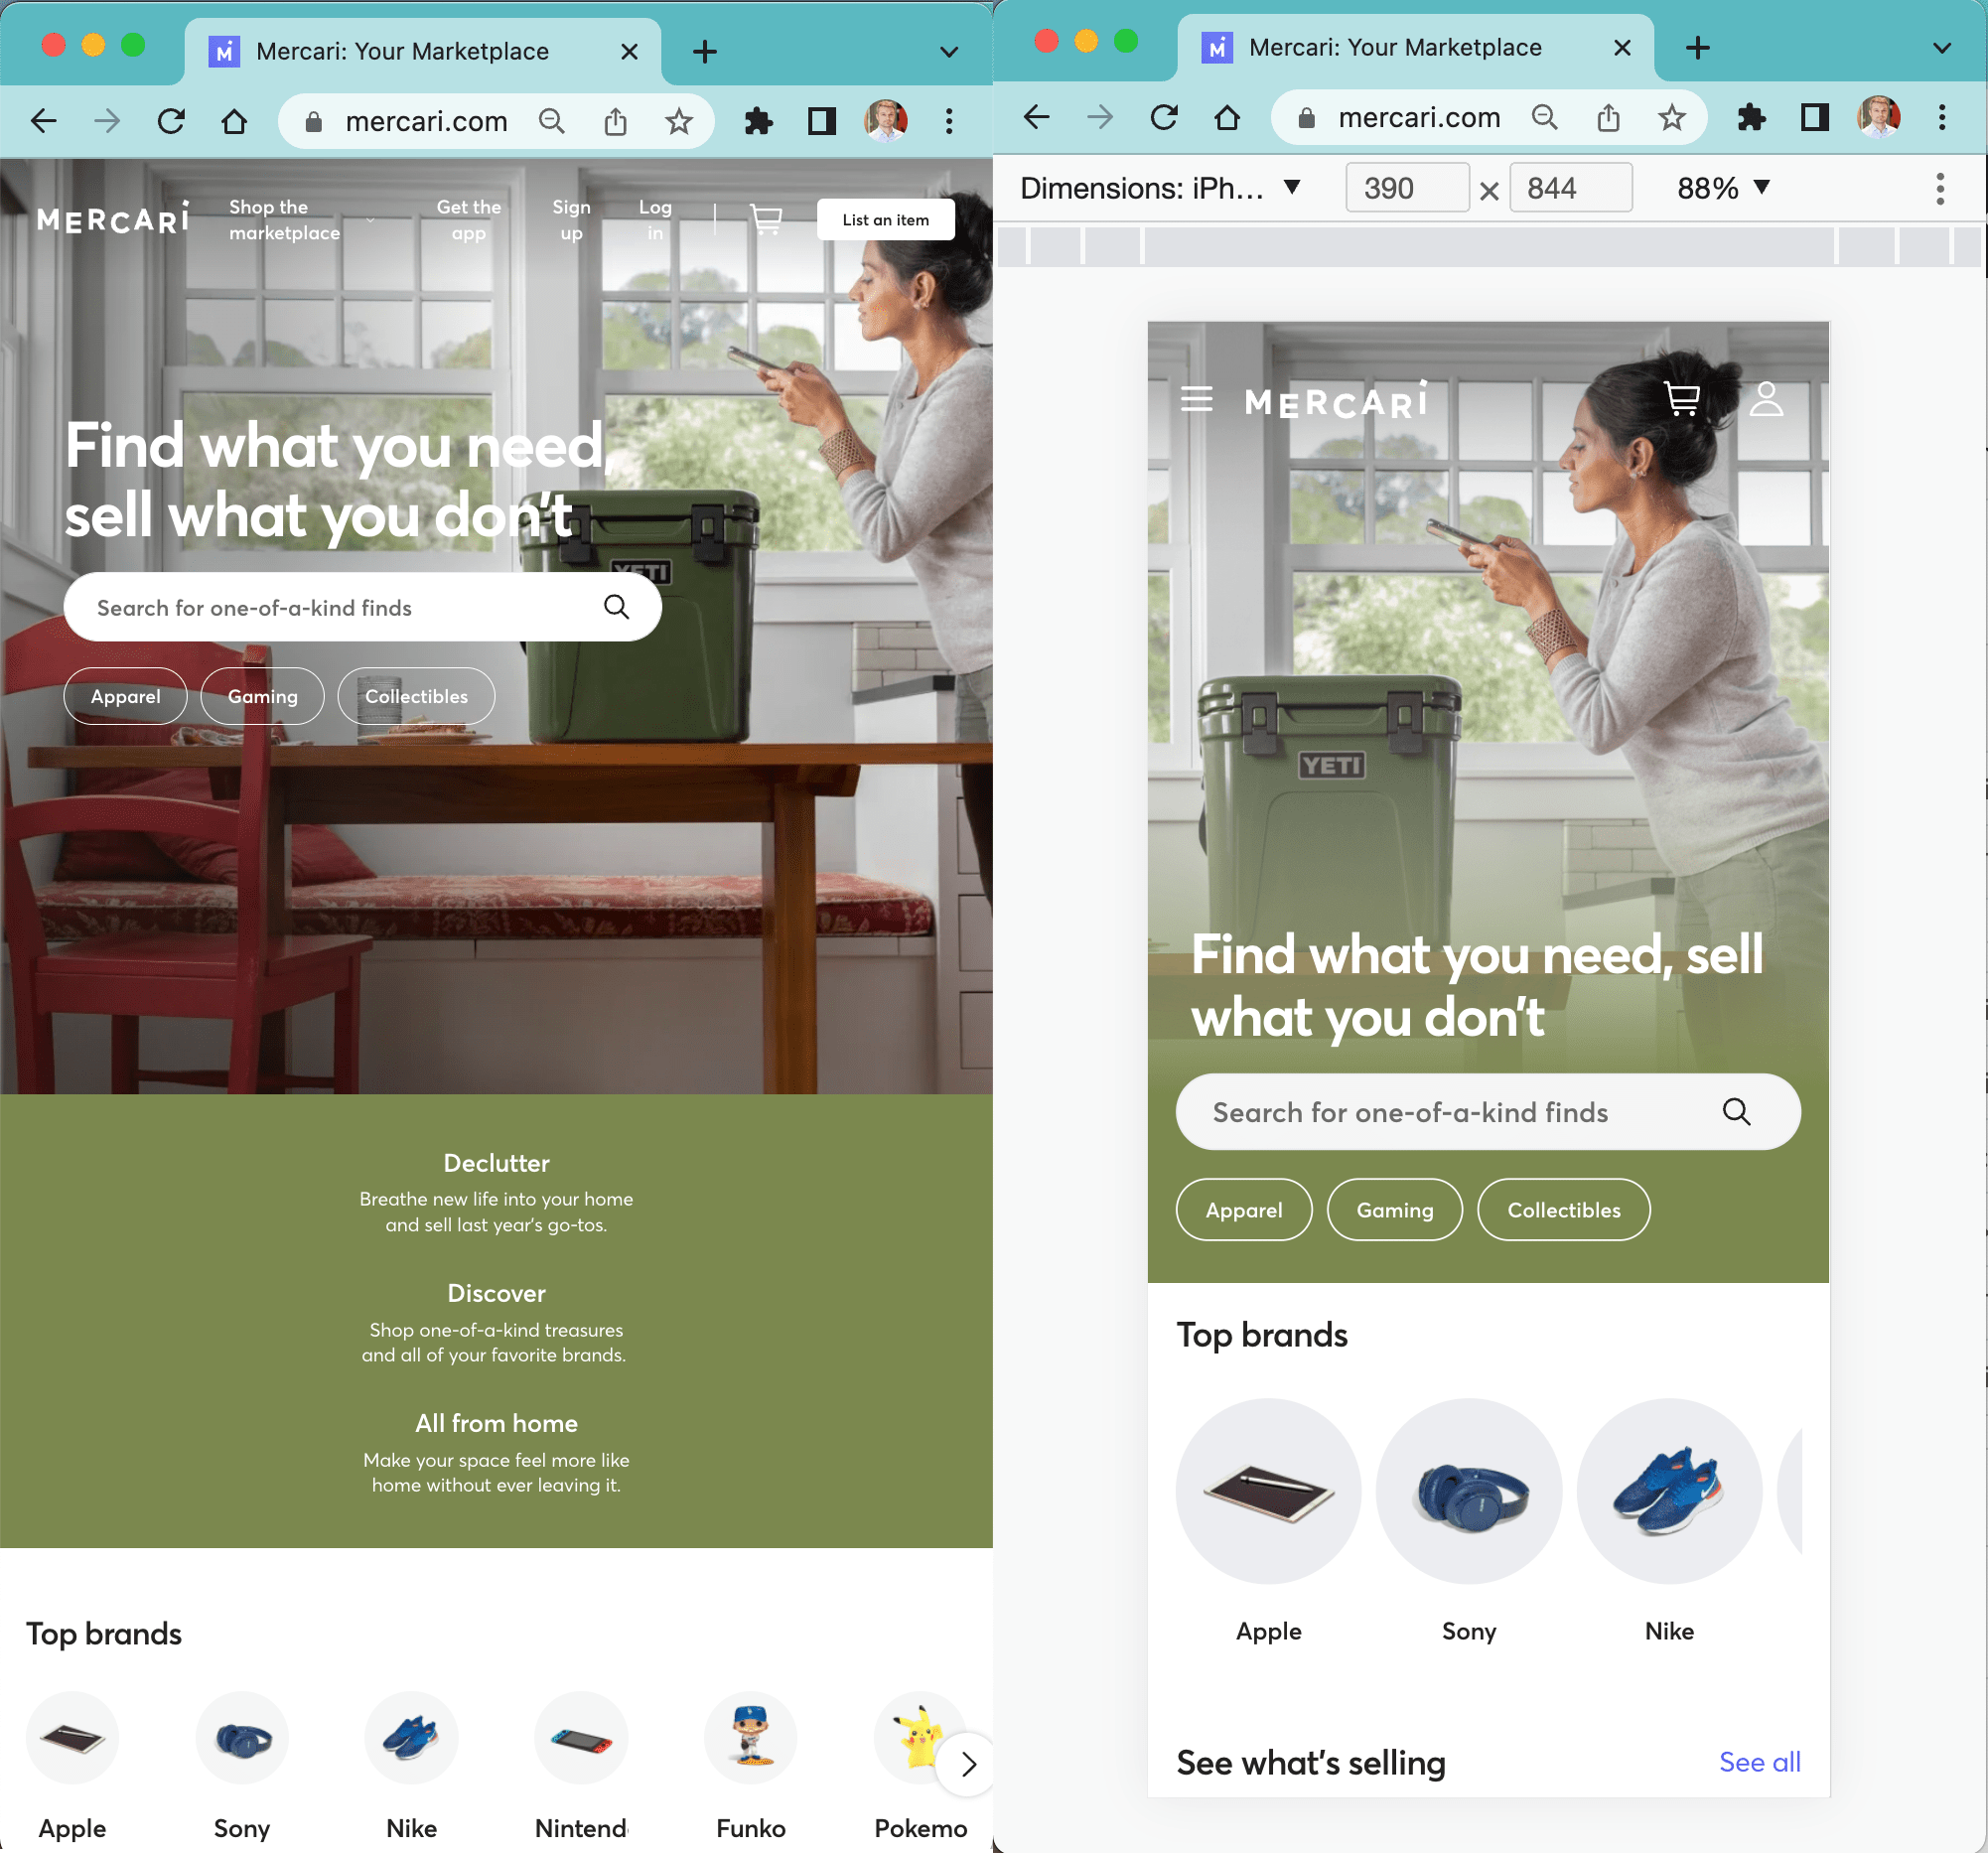 Mercari: Your Marketplace
mercari.com
MERCARI
Shop the
marketplace
Get the
app
Sign
up
Log
in
List an item
Find what you need,
sell what you don't
YETI
Search for one-of-a-kind finds
Apparel
Gaming
Collectibles
Declutter
Breathe new life into your home
and sell last year's go-tos.
Discover
Shop one-of-a-kind treasures
and all of your favorite brands.
All from home
Make your space feel more like
home without ever leaving it.
Top brands
Apple
Sony
Nike
Nintend
Funko
Pokemo
Mercari: Your Marketplace
mercari.com
Dimensions: iPh... 390 × 844 88%
MERCARI
YETI
Find what you need, sell
what you don't
Search for one-of-a-kind finds
Apparel
Gaming
Collectibles
Top brands
Apple
Sony
Nike
See what's selling
See all